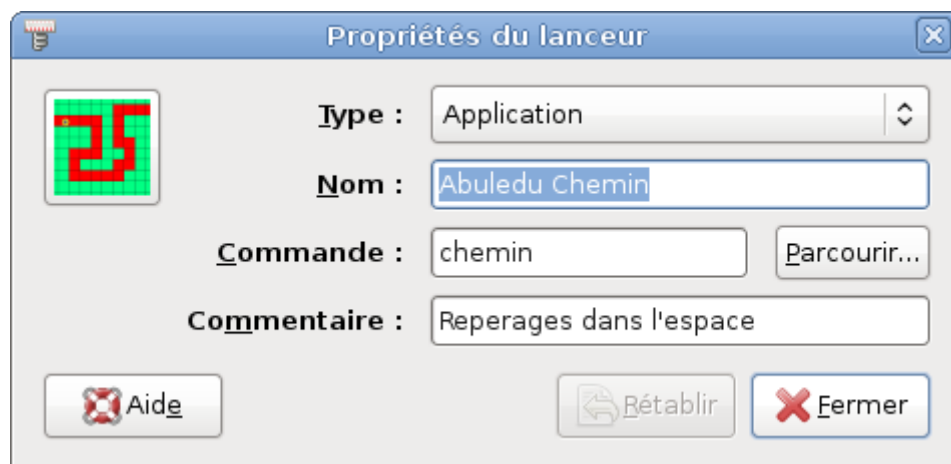 Propriétés du lanceur
Type : Application
Nom : Abuledu Chemin
Commande : chemin Parcourir...
Commentaire : Reperages dans l'espace
Aide Rétablir Fermer